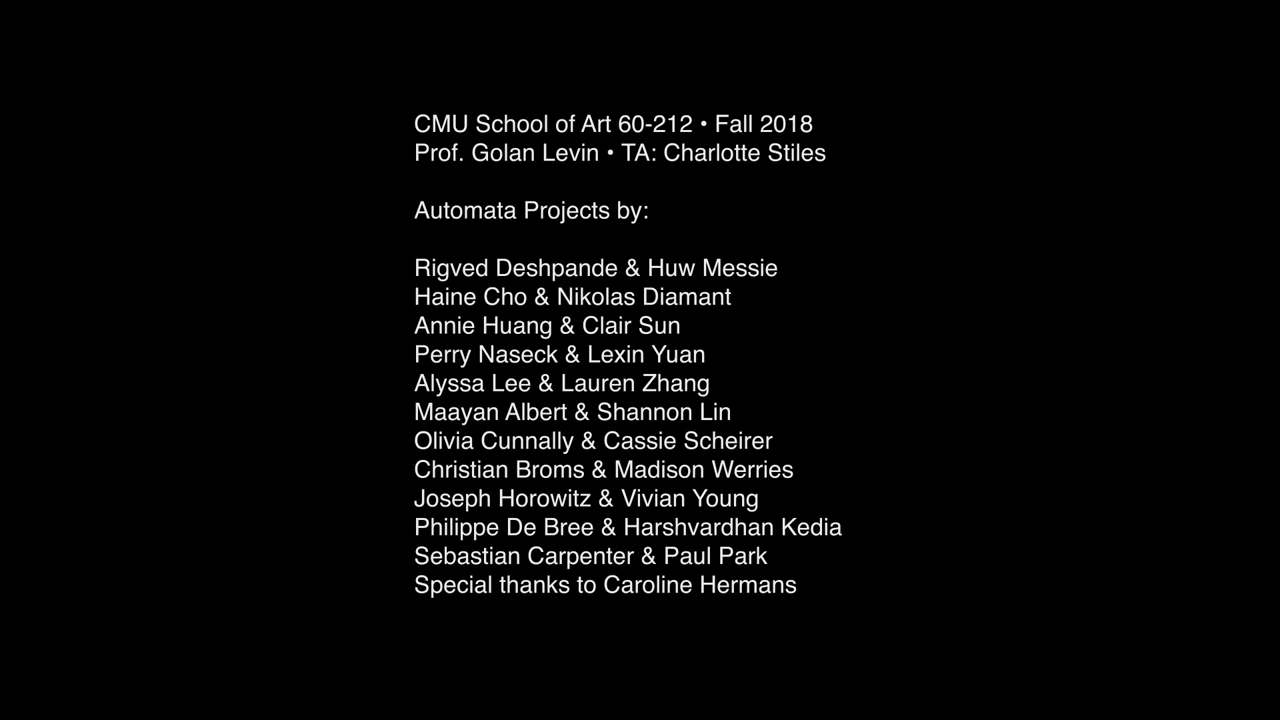 CMU School of Art 60-212 • Fall 2018
Prof. Golan Levin • TA: Charlotte Stiles
Automata Projects by:
Rigved Deshpande & Huw Messie
Haine Cho & Nikolas Diamant
Annie Huang & Clair Sun
Perry Naseck & Lexin Yuan
Alyssa Lee & Lauren Zhang
Maayan Albert & Shannon Lin
Olivia Cunnally & Cassie Scheirer
Christian Broms & Madison Werries
Joseph Horowitz & Vivian Young
Philippe De Bree & Harshvardhan Kedia
Sebastian Carpenter & Paul Park
Special thanks to Caroline Hermans